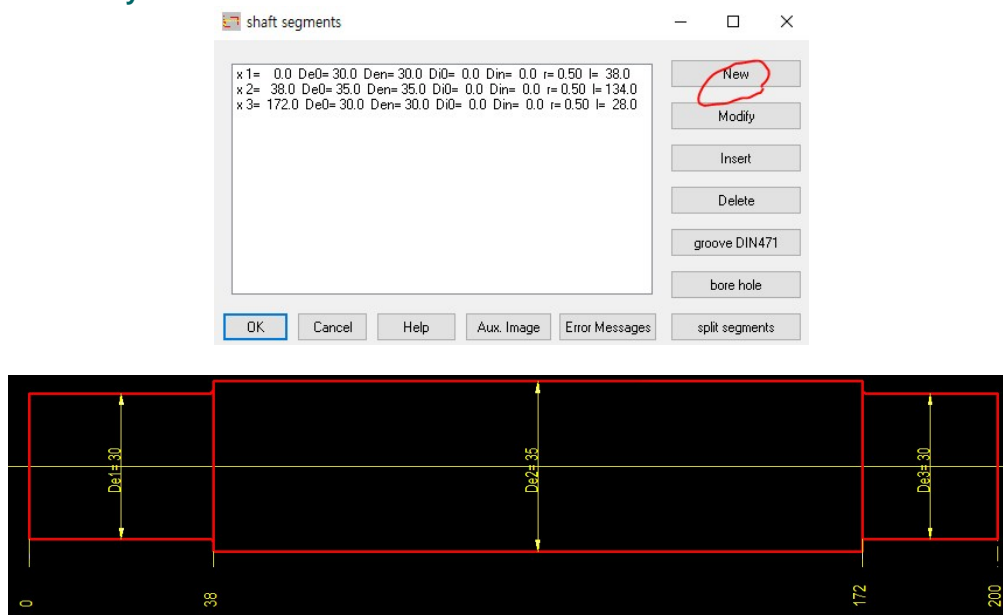 shaft segments
x 1= 0.0 De0= 30.0 Den= 30.0 Di0= 0.0 Din= 0.0 r= 0.50 l= 38.0
x 2= 38.0 De0= 35.0 Den= 35.0 Di0= 0.0 Din= 0.0 r= 0.50 l= 134.0
x 3= 172.0 De0= 30.0 Den= 30.0 Di0= 0.0 Din= 0.0 r= 0.50 l= 28.0
New
Modify
Insert
Delete
groove DIN471
bore hole
OK Cancel Help Aux. Image Error Messages split segments
De1= 30
De2= 35
De3= 30
0
38
172
200